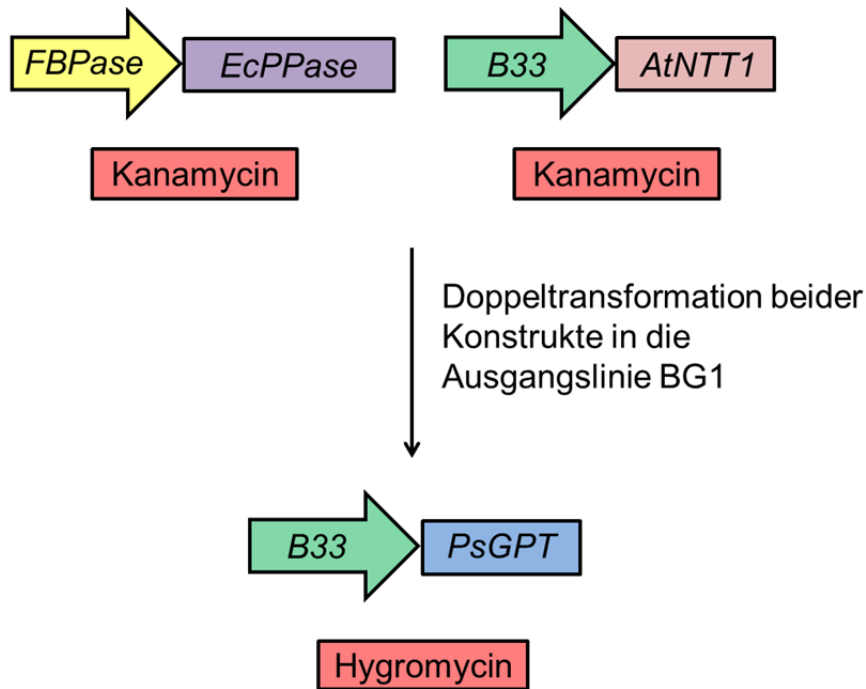 FBPase EcPPase B33 AtNTT1
Kanamycin Kanamycin
Doppeltransformation beider
Konstrukte in die
Ausgangslinie BG1
B33 PsGPT
Hygromycin